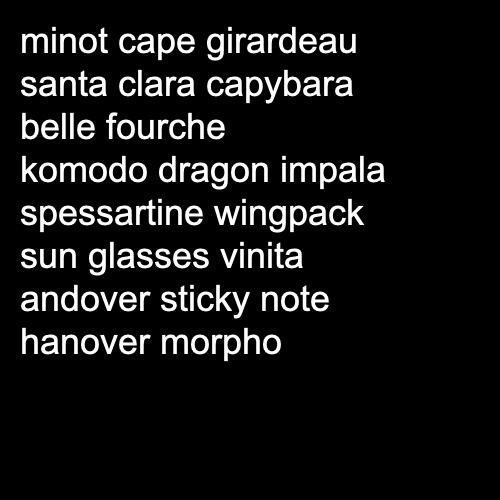 minot cape girardeau
santa clara capybara
belle fourche
komodo dragon impala
spessartine wingpack
sun glasses vinita
andover sticky note
hanover morpho